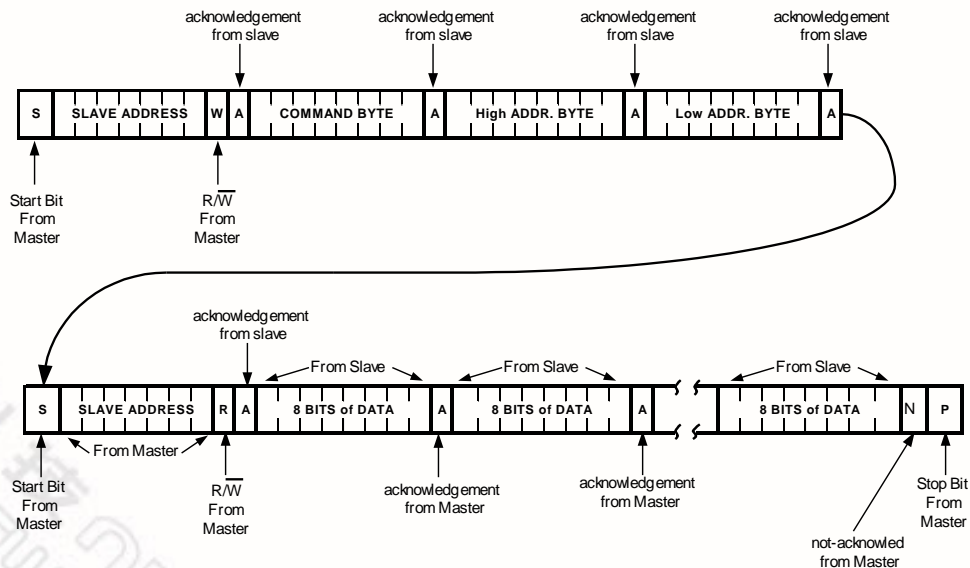 acknowledgement from slave
acknowledgement from slave
acknowledgement from slave
acknowledgement from slave
S SLAVE ADDRESS W A COMMAND BYTE A High ADDR. BYTE A Low ADDR. BYTE A
Start Bit From Master
R/W̅ From Master
acknowledgement from slave
From Slave
From Slave
From Slave
S SLAVE ADDRESS R A 8 BITS of DATA A 8 BITS of DATA A 8 BITS of DATA N P
From Master
Start Bit From Master
R/W̅ From Master
acknowledgement from Master
acknowledgement from Master
not-acknowled from Master
Stop Bit From Master